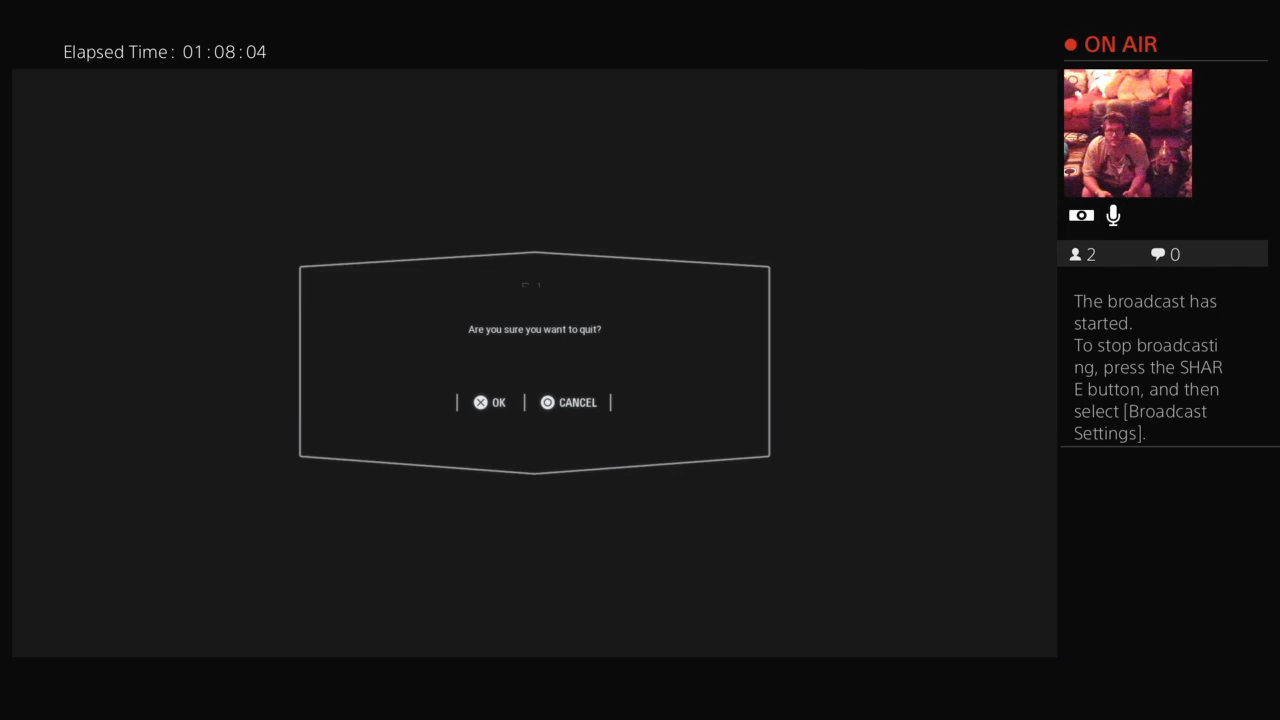 Elapsed Time: 01:08:04
ON AIR
2
0
The broadcast has
started.
To stop broadcasti
ng, press the SHAR
E button, and then
select [Broadcast
Settings].
Are you sure you want to quit?
OK
CANCEL